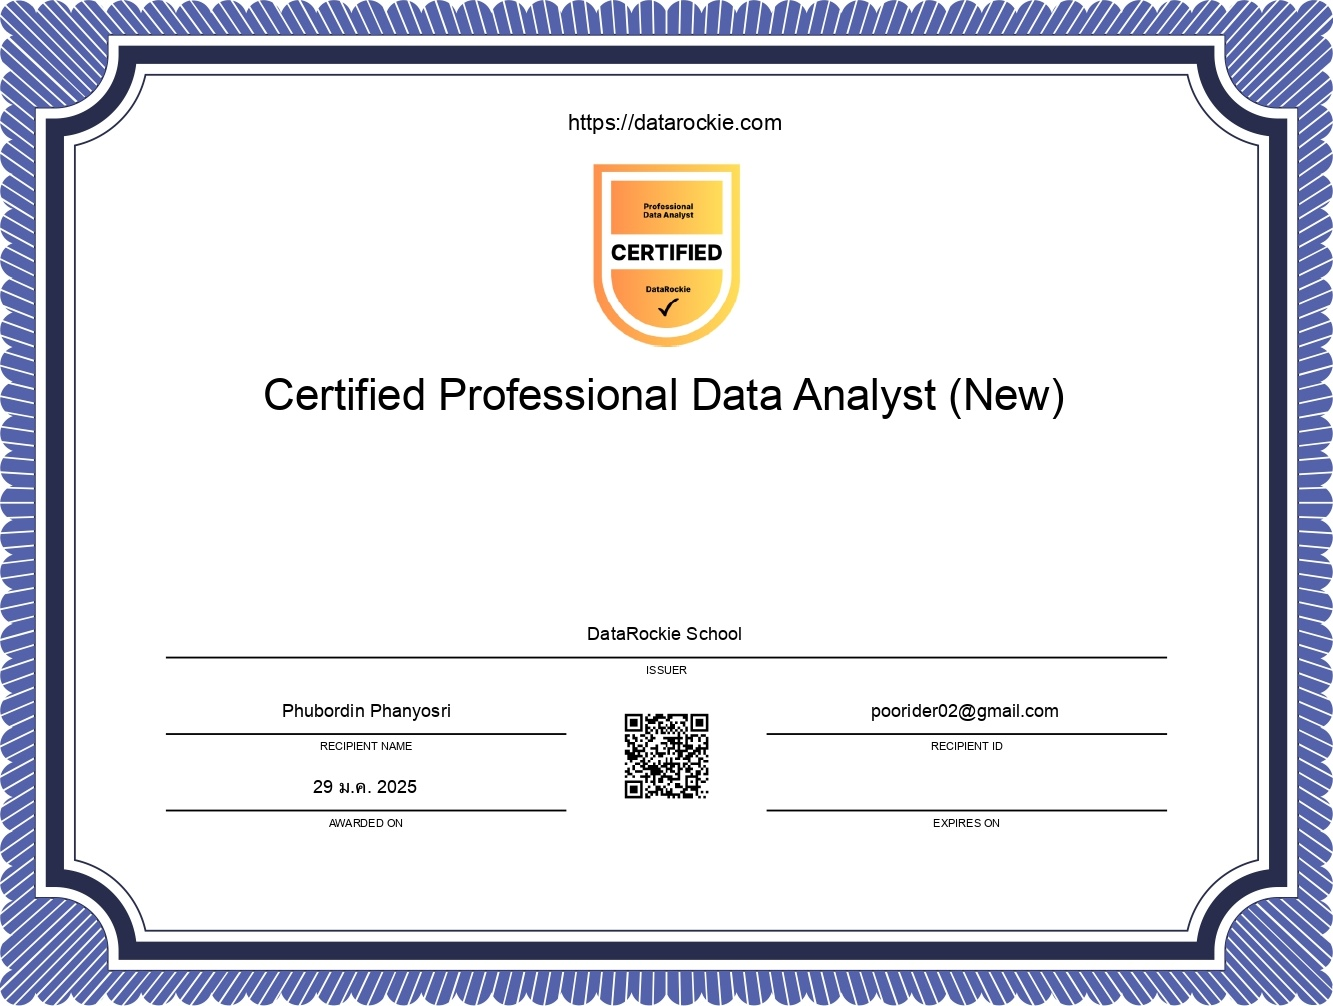 https://datarockie.com
Professional
Data Analyst
CERTIFIED
DataRockie
Certified Professional Data Analyst (New)
DataRockie School
ISSUER
Phubordin Phanyosri
poorider02@gmail.com
RECIPIENT NAME
RECIPIENT ID
29 ม.ค. 2025
AWARDED ON
EXPIRES ON